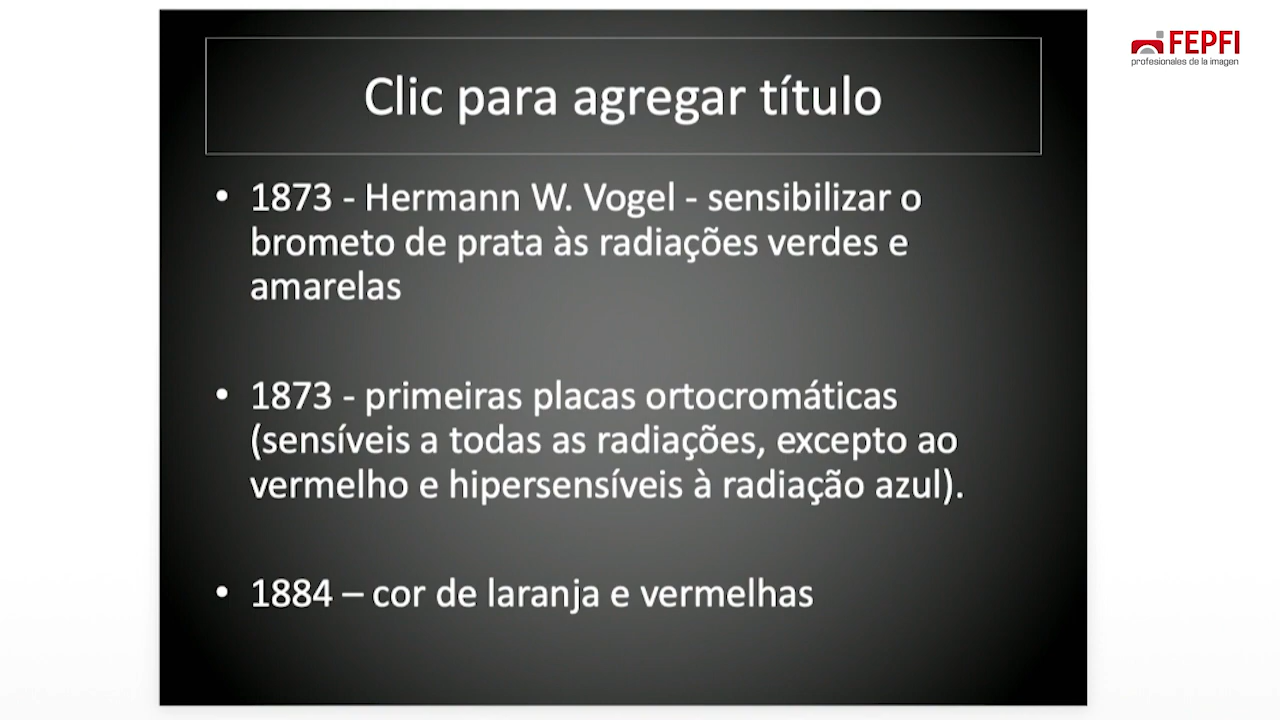 FEPFI
profesionales de la imagen
Clic para agregar título
• 1873 - Hermann W. Vogel - sensibilizar o
brometo de prata às radiações verdes e
amarelas
• 1873 - primeiras placas ortocromáticas
(sensíveis a todas as radiações, excepto ao
vermelho e hipersensíveis à radiação azul).
• 1884 – cor de laranja e vermelhas